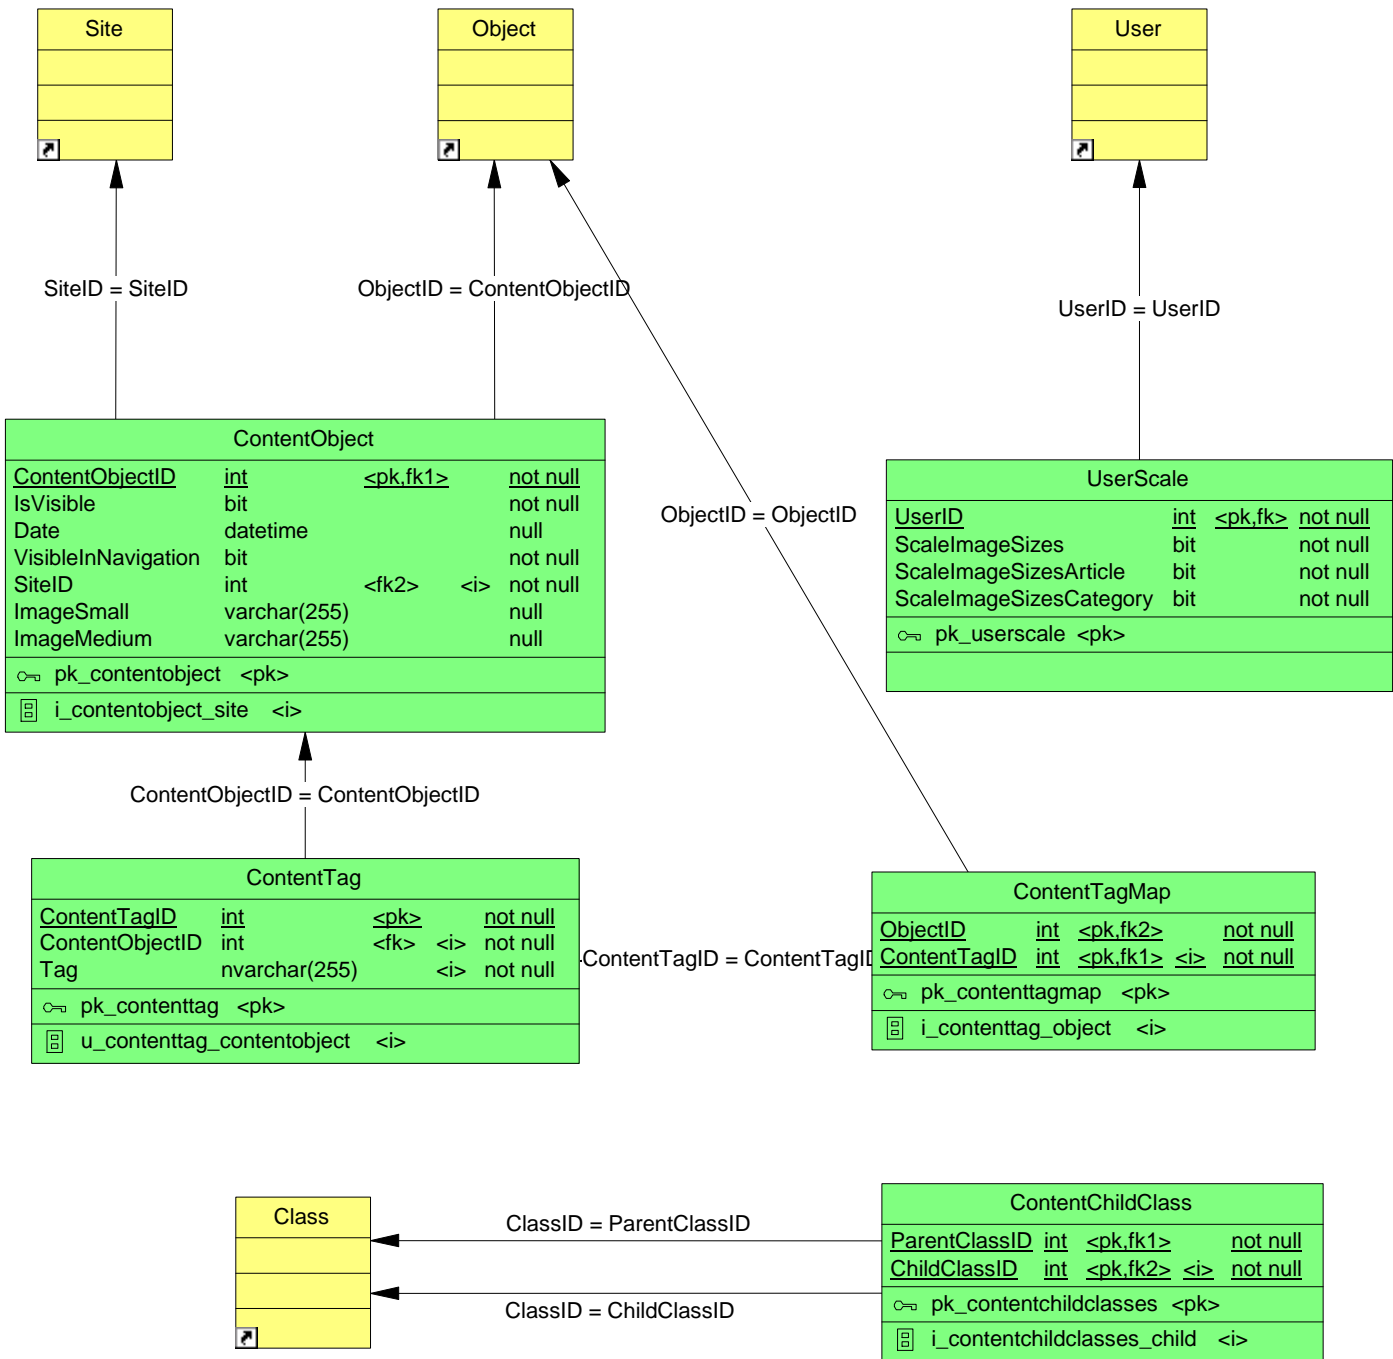 Site
Object
User
SiteID = SiteID
ObjectID = ContentObjectID
UserID = UserID
ContentObject
ContentObjectID int <pk,fk1> not null
IsVisible bit not null
Date datetime null
VisibleInNavigation bit not null
SiteID int <fk2> <i> not null
ImageSmall varchar(255) null
ImageMedium varchar(255) null
pk_contentobject <pk>
i_contentobject_site <i>
ObjectID = ObjectID
UserScale
UserID int <pk,fk> not null
ScaleImageSizes bit not null
ScaleImageSizesArticle bit not null
ScaleImageSizesCategory bit not null
pk_userscale <pk>
ContentObjectID = ContentObjectID
ContentTag
ContentTagID int <pk> not null
ContentObjectID int <fk> <i> not null
Tag nvarchar(255) <i> not null
pk_contenttag <pk>
u_contenttag_contentobject <i>
ContentTagID = ContentTagID
ContentTagMap
ObjectID int <pk,fk2> not null
ContentTagID int <pk,fk1> <i> not null
pk_contenttagmap <pk>
i_contenttag_object <i>
Class
ClassID = ParentClassID
ClassID = ChildClassID
ContentChildClass
ParentClassID int <pk,fk1> not null
ChildClassID int <pk,fk2> <i> not null
pk_contentchildclasses <pk>
i_contentchildclasses_child <i>